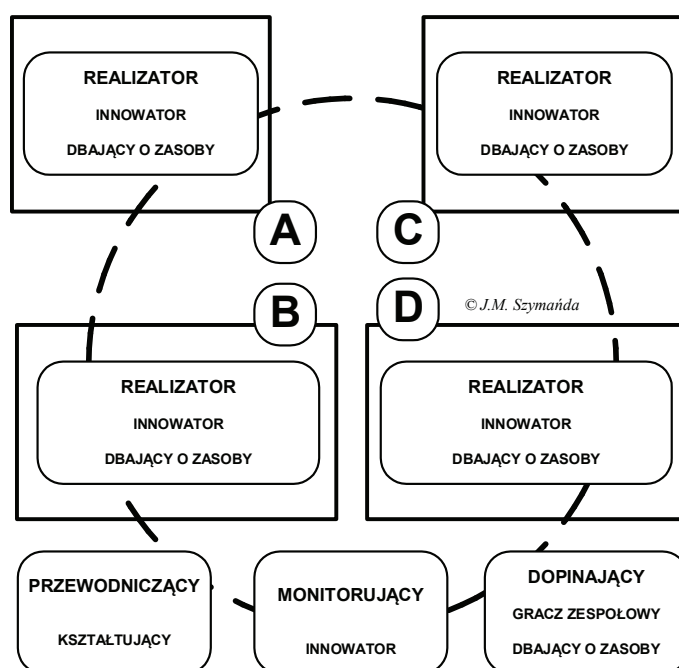 REALIZATOR
INNOWATOR
DBAJĄCY O ZASOBY
A
REALIZATOR
INNOWATOR
DBAJĄCY O ZASOBY
C
B
REALIZATOR
INNOWATOR
DBAJĄCY O ZASOBY
D
© J.M. Szymańda
REALIZATOR
INNOWATOR
DBAJĄCY O ZASOBY
PRZEWODNICZĄCY
KSZTAŁTUJĄCY
MONITORUJĄCY
INNOWATOR
DOPINAJĄCY
GRACZ ZESPOŁOWY
DBAJĄCY O ZASOBY